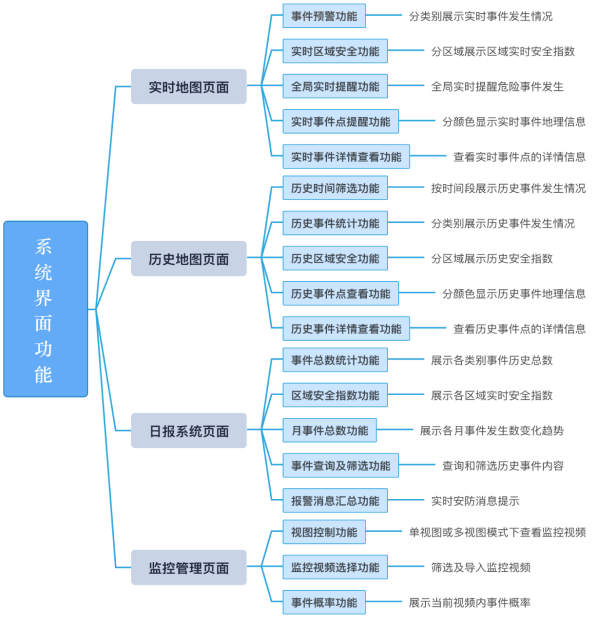 系统界面功能
实时地图页面
事件预警功能
分类别展示实时事件发生情况
实时区域安全功能
分区域展示区域实时安全指数
全局实时提醒功能
全局实时提醒危险事件发生
实时事件点提醒功能
分颜色显示实时事件地理信息
实时事件详情查看功能
查看实时事件点的详情信息
历史地图页面
历史时间筛选功能
按时间段展示历史事件发生情况
历史事件统计功能
分类别展示历史事件发生情况
历史区域安全功能
分区域展示历史安全指数
历史事件点查看功能
分颜色显示历史事件地理信息
历史事件详情查看功能
查看历史事件点的详情信息
日报系统页面
事件总数统计功能
展示各类别事件历史总数
区域安全指数功能
展示各区域实时安全指数
月事件总数功能
展示各月事件发生数变化趋势
事件查询及筛选功能
查询和筛选历史事件内容
报警消息汇总功能
实时安防消息提示
监控管理页面
视图控制功能
单视图或多视图模式下查看监控视频
监控视频选择功能
筛选及导入监控视频
事件概率功能
展示当前视频内事件概率